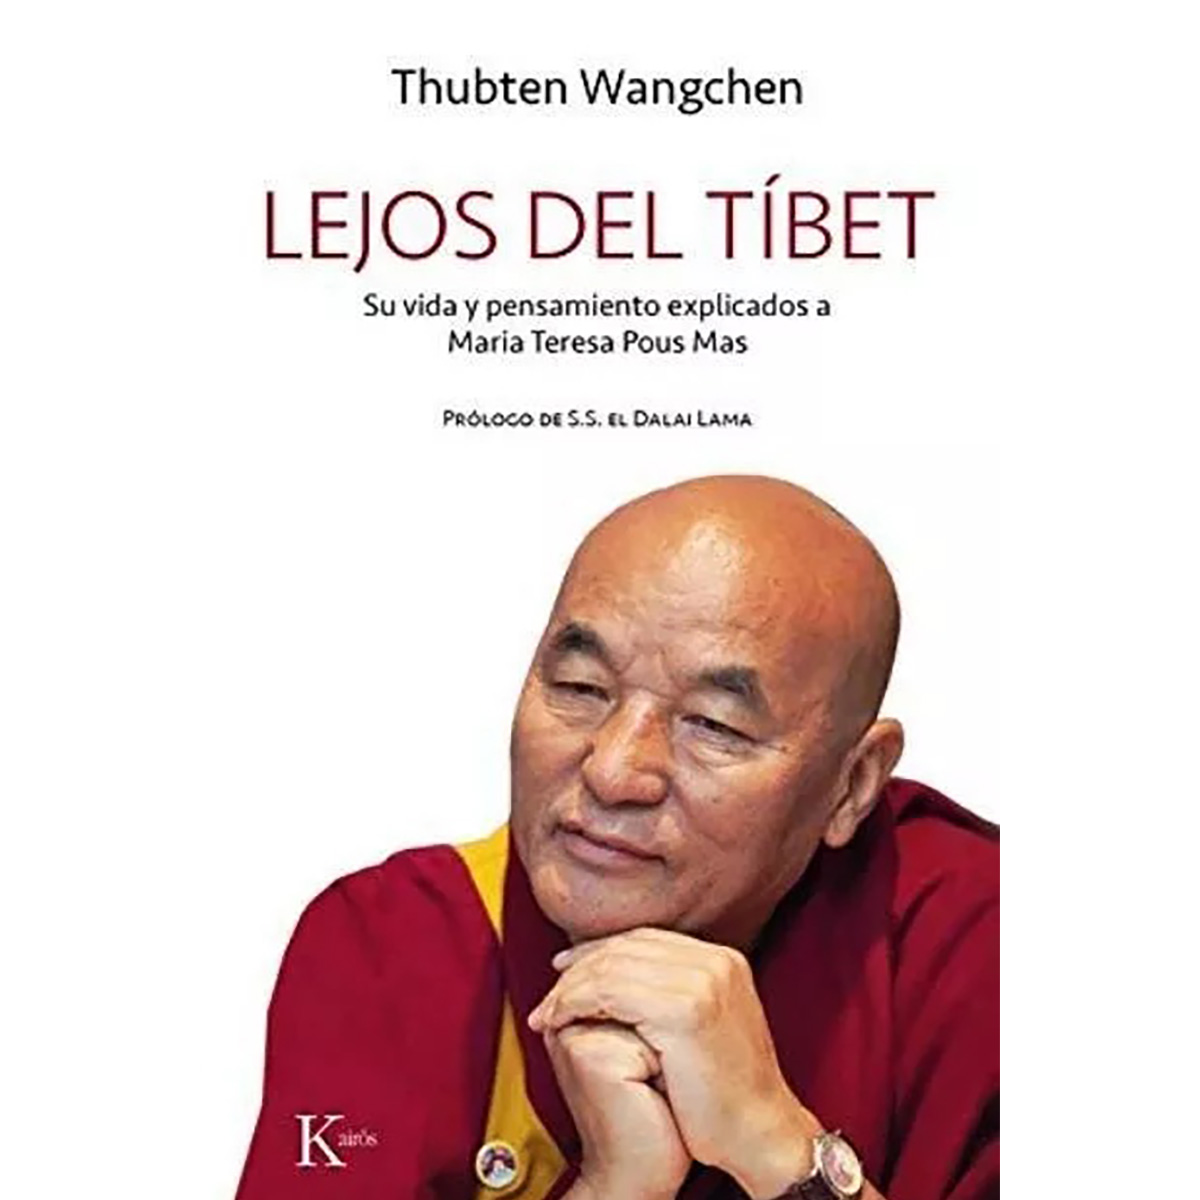 Thubten Wangchen
LEJOS DEL TÍBET
Su vida y pensamiento explicados a
Maria Teresa Pous Mas
PRÓLOGO DE S.S. EL DALAI LAMA
Kairós